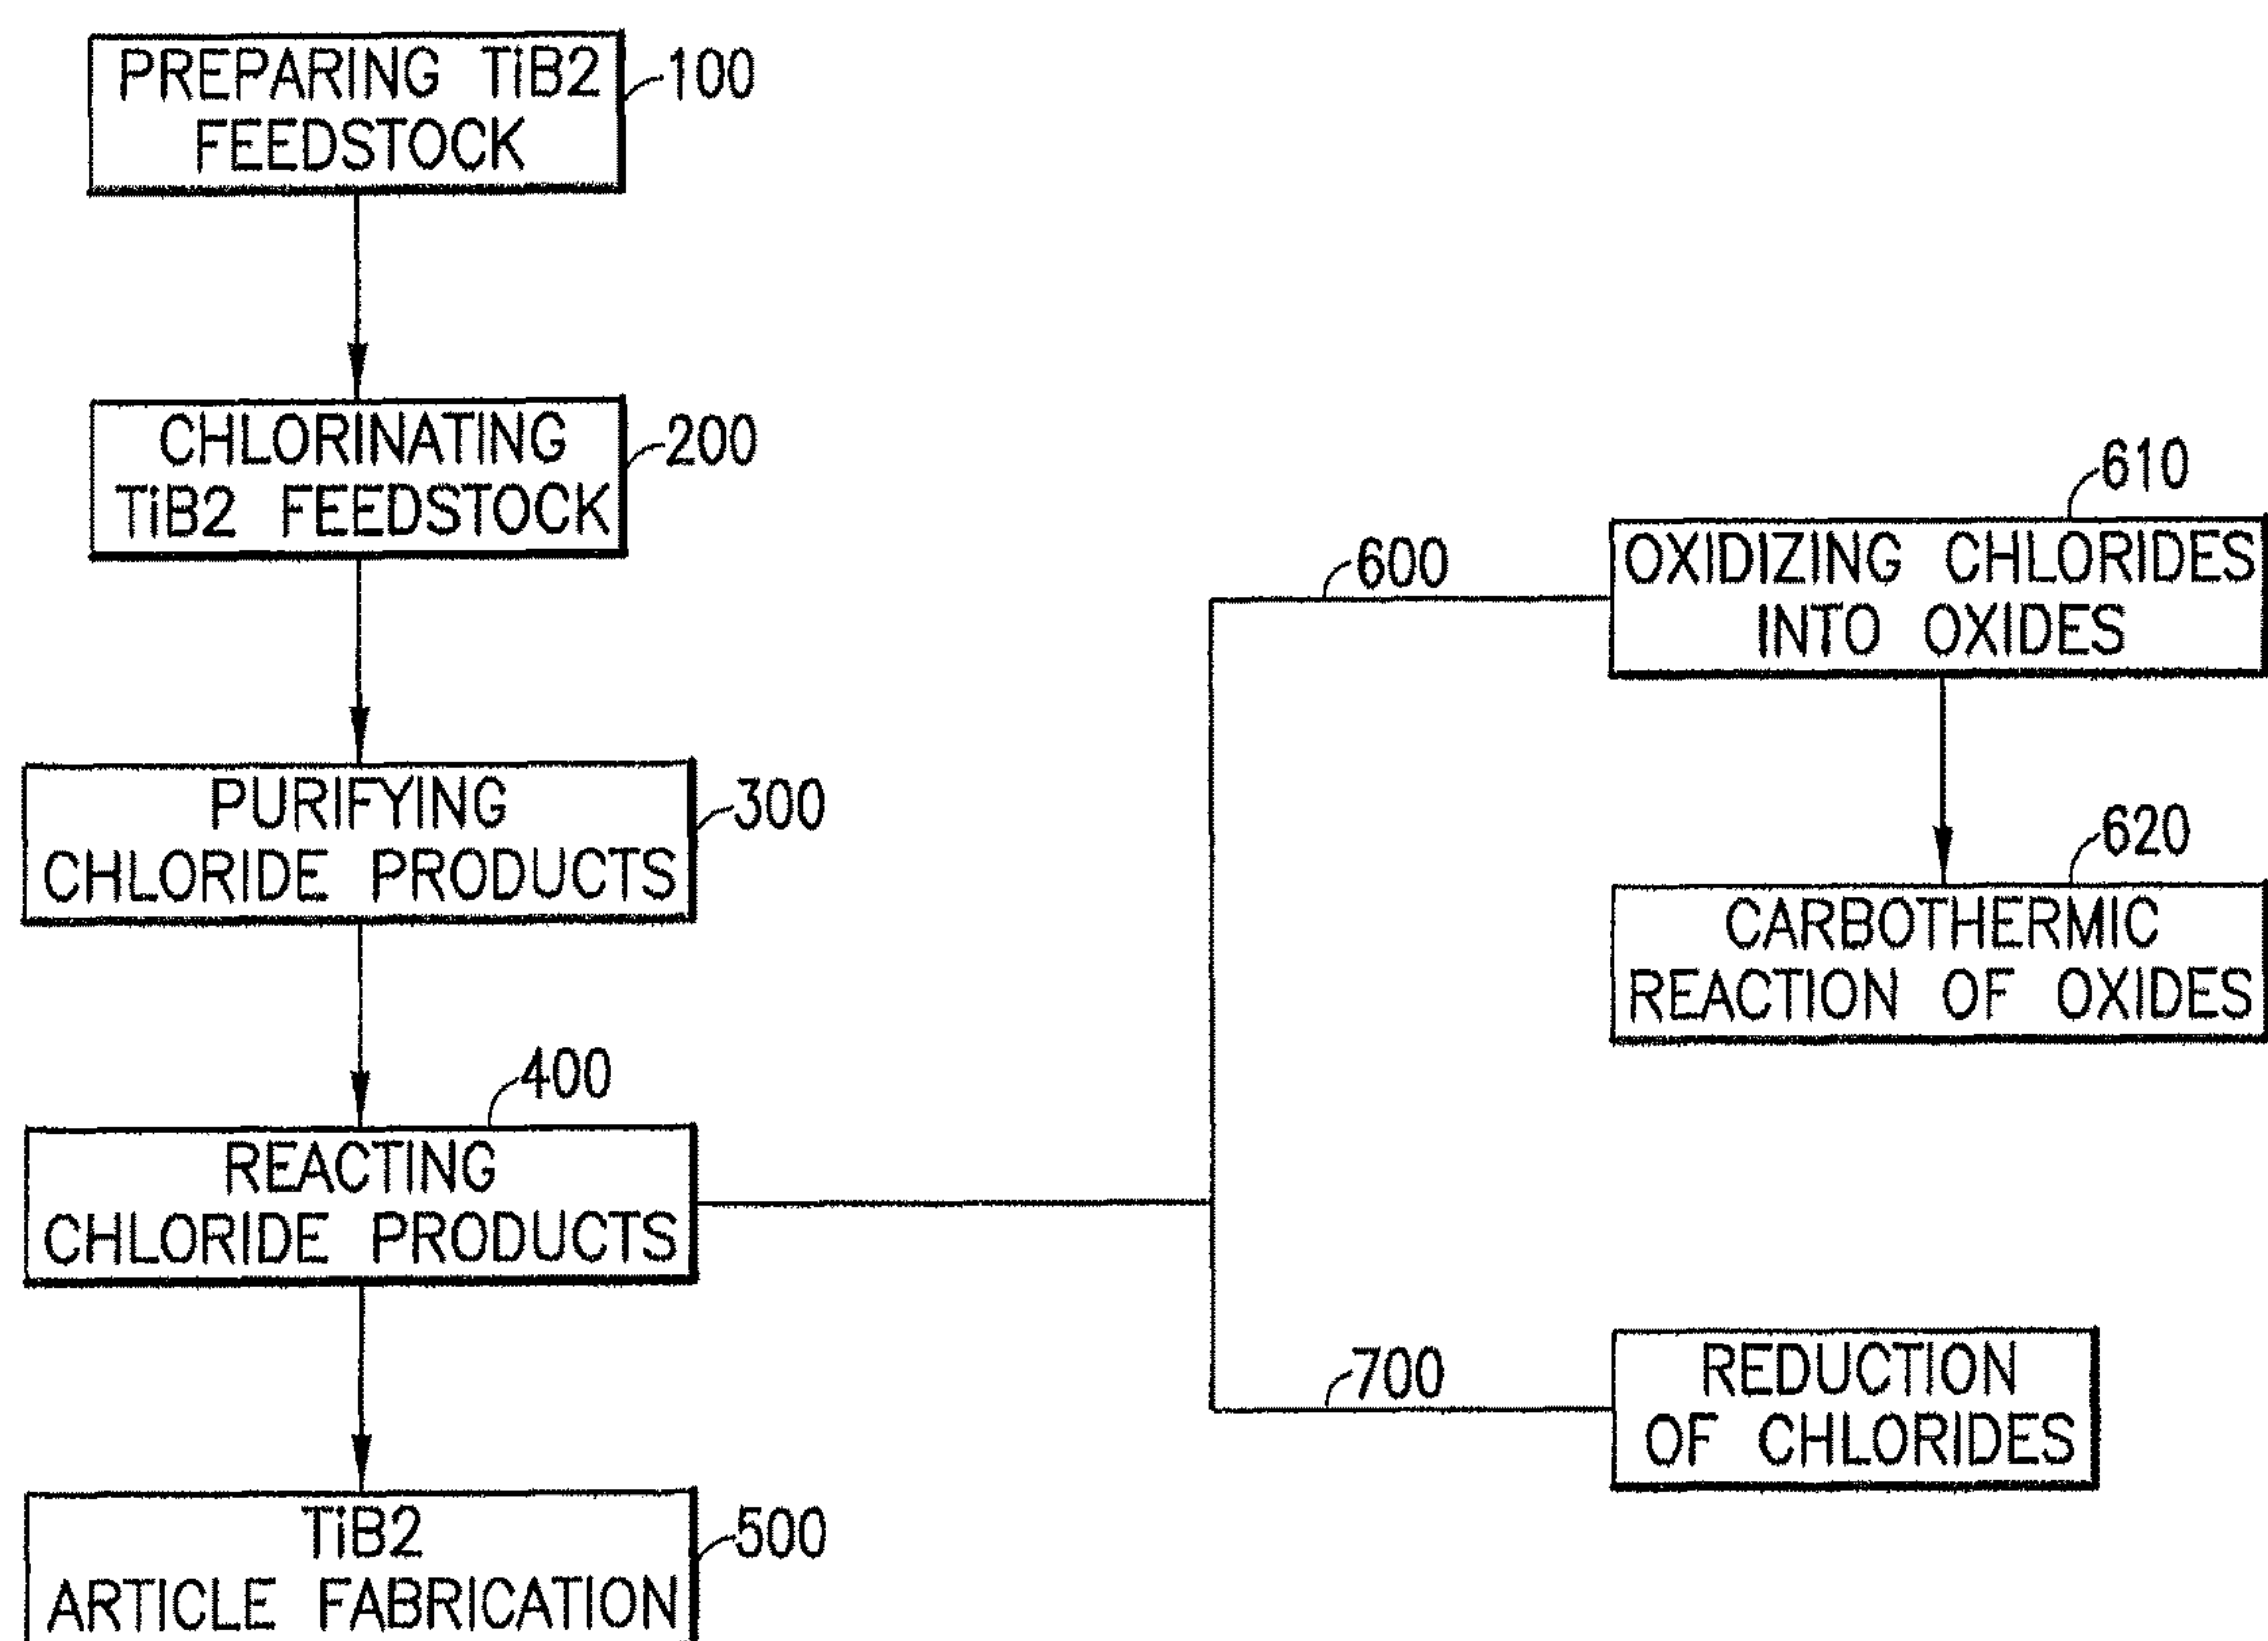 PREPARING TiB2
FEEDSTOCK
100
CHLORINATING
TiB2 FEEDSTOCK
200
PURIFYING
CHLORIDE PRODUCTS
300
400
REACTING
CHLORIDE PRODUCTS
TiB2
ARTICLE FABRICATION
500
600
610
OXIDIZING CHLORIDES
INTO OXIDES
620
CARBOTHERMIC
REACTION OF OXIDES
700
REDUCTION
OF CHLORIDES